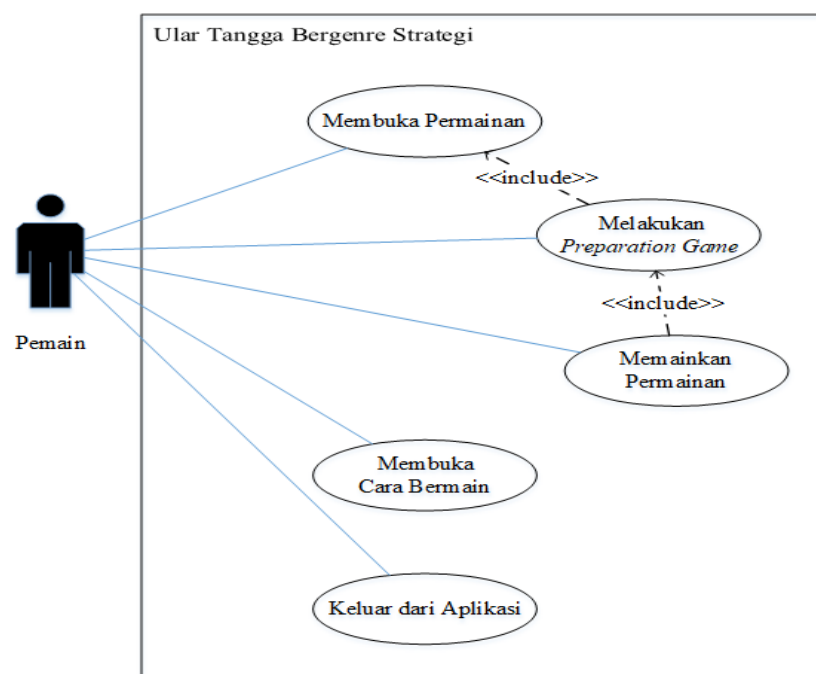 Ular Tangga Bergenre Strategi
Membuka Permainan
<<include>>
Melakukan
Preparation Game
<<include>>
Pemain
Memainkan
Permainan
Membuka
Cara Bermain
Keluar dari Aplikasi